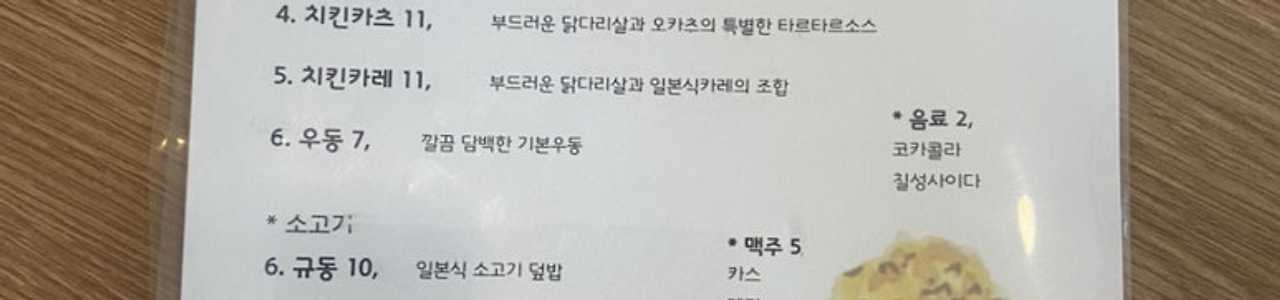 4. 치킨카츠 11, 부드러운 닭다리살과 오카츠의 특별한 타르타르소스
5. 치킨카레 11, 부드러운 닭다리살과 일본식카레의 조합
6. 우동 7, 깔끔 담백한 기본우동
* 음료 2,
코카콜라
칠성사이다
* 소고기
6. 규동 10, 일본식 소고기 덮밥
* 맥주 5,
카스